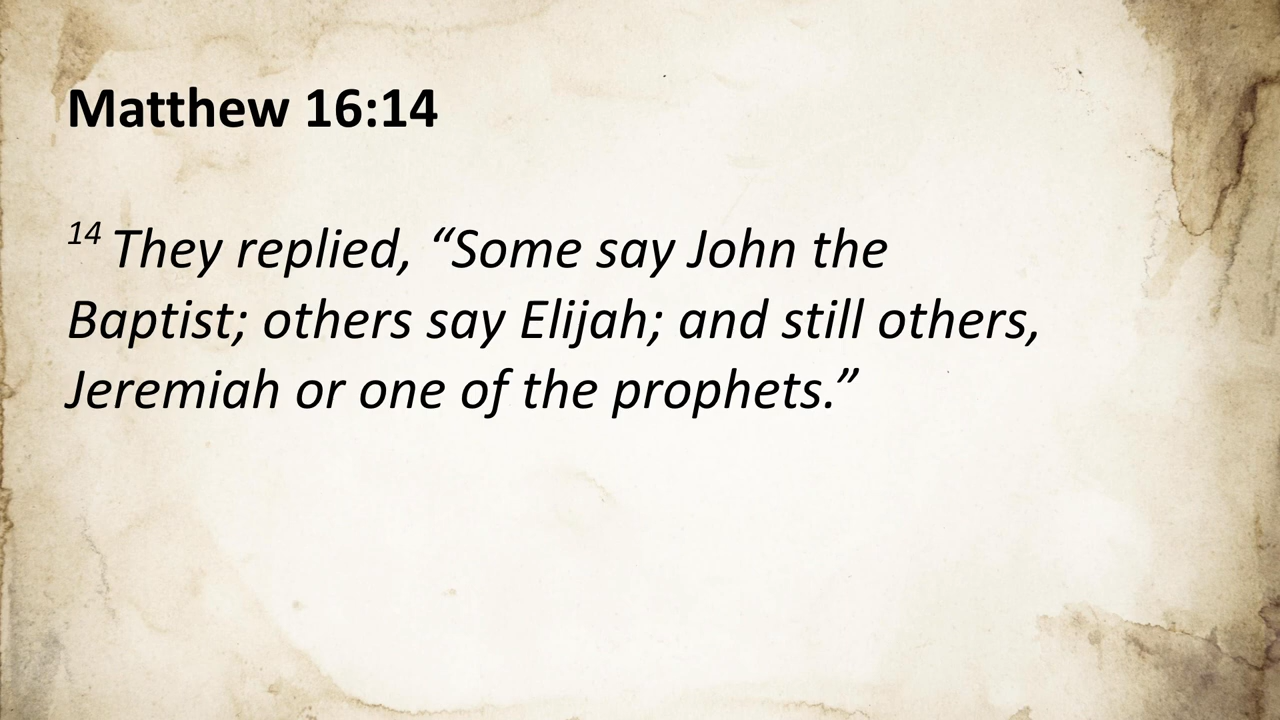 Matthew 16:14
14 They replied, “Some say John the
Baptist; others say Elijah; and still others,
Jeremiah or one of the prophets.”